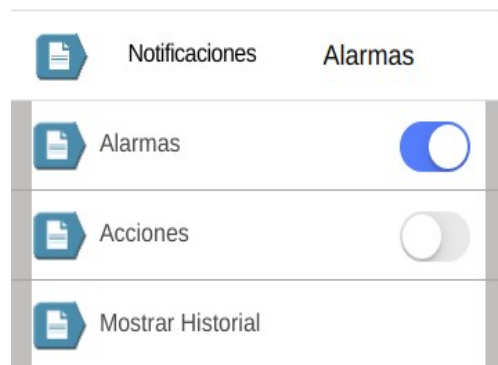 Notificaciones Alarmas
Alarmas
Acciones
Mostrar Historial